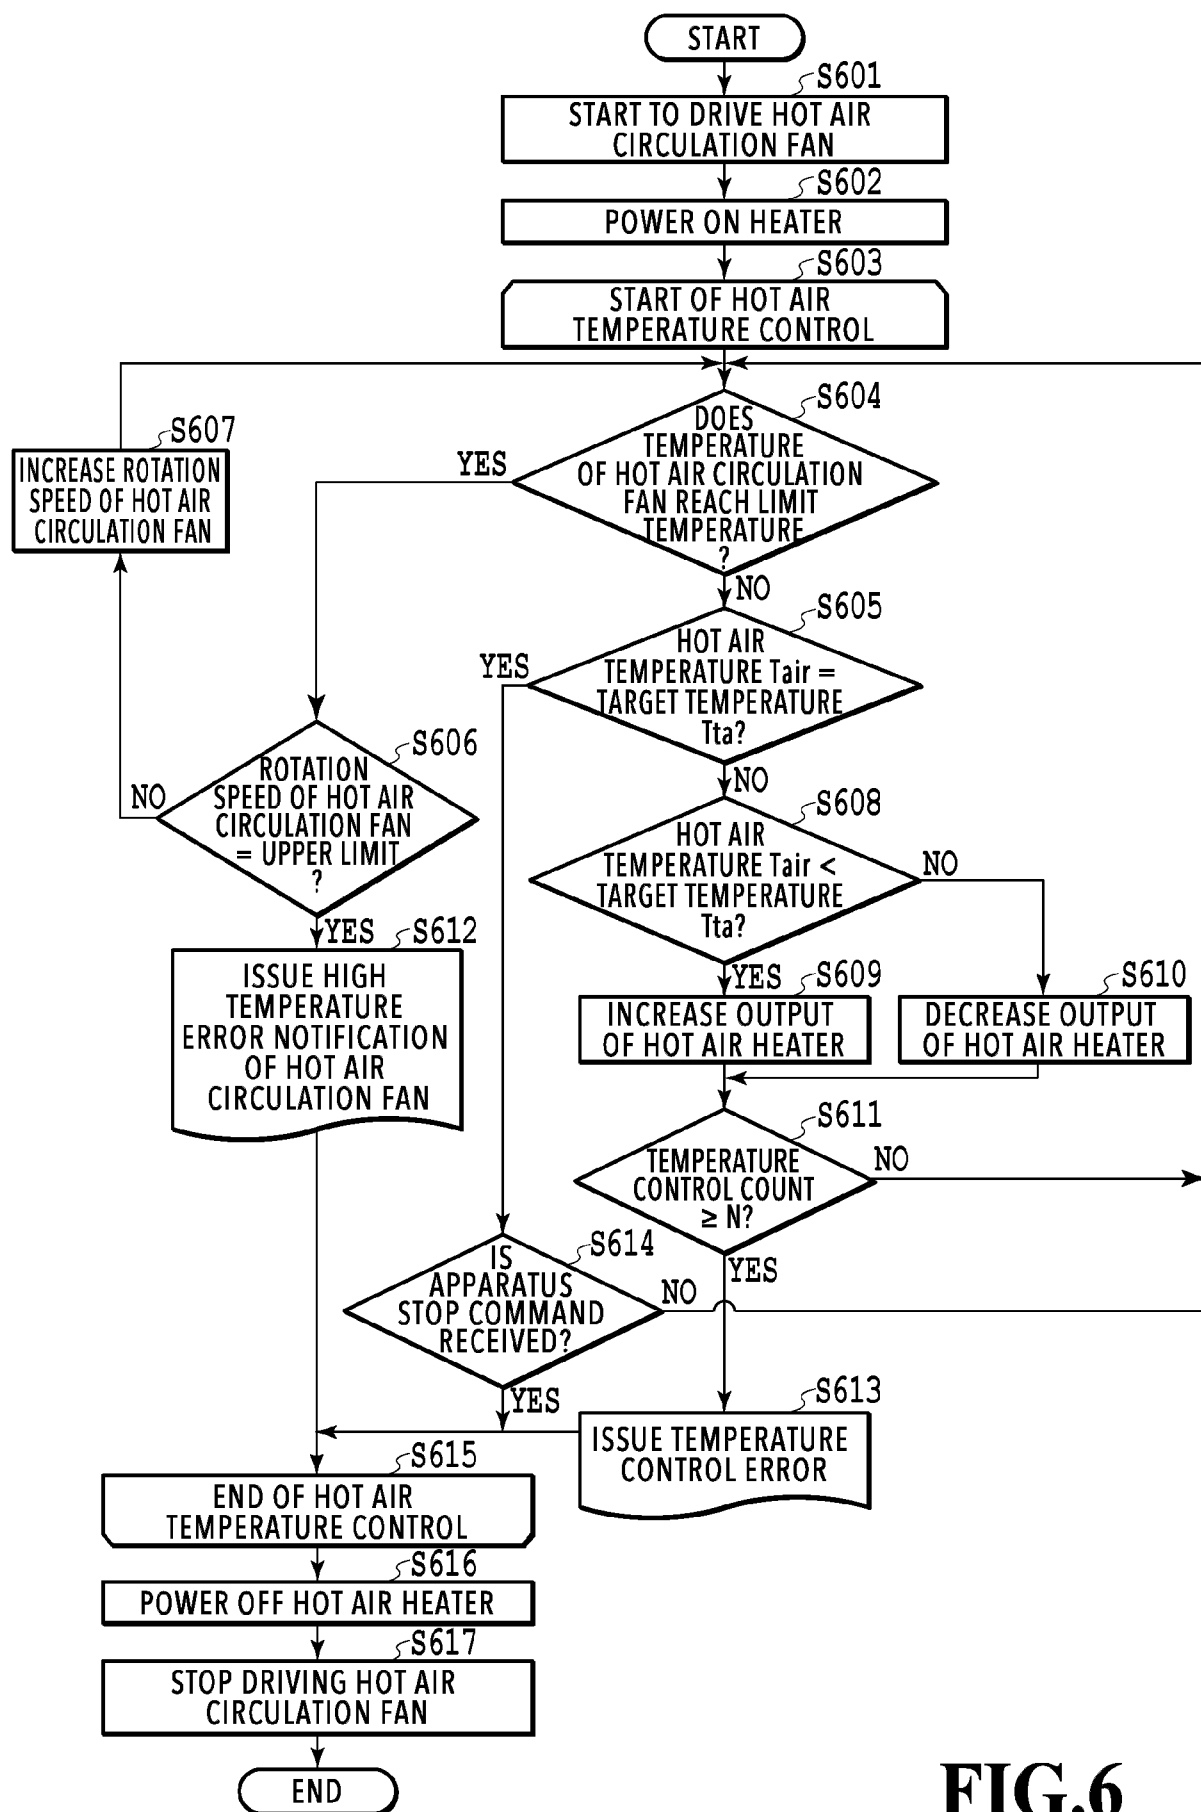 START
S601
START TO DRIVE HOT AIR
CIRCULATION FAN
S602
POWER ON HEATER
S603
START OF HOT AIR
TEMPERATURE CONTROL
S604
DOES
TEMPERATURE
OF HOT AIR CIRCULATION
FAN REACH LIMIT
TEMPERATURE
?
YES
NO
S607
INCREASE ROTATION
SPEED OF HOT AIR
CIRCULATION FAN
S605
HOT AIR
TEMPERATURE Tair =
TARGET TEMPERATURE
Tta?
YES
NO
S606
ROTATION
SPEED OF HOT AIR
CIRCULATION FAN
= UPPER LIMIT
?
NO
YES
S608
HOT AIR
TEMPERATURE Tair <
TARGET TEMPERATURE
Tta?
NO
YES
S612
ISSUE HIGH
TEMPERATURE
ERROR NOTIFICATION
OF HOT AIR
CIRCULATION FAN
S609
INCREASE OUTPUT
OF HOT AIR HEATER
S610
DECREASE OUTPUT
OF HOT AIR HEATER
S611
TEMPERATURE
CONTROL COUNT
≥ N?
NO
YES
S614
IS
APPARATUS
STOP COMMAND
RECEIVED?
NO
YES
S613
ISSUE TEMPERATURE
CONTROL ERROR
S615
END OF HOT AIR
TEMPERATURE CONTROL
S616
POWER OFF HOT AIR HEATER
S617
STOP DRIVING HOT AIR
CIRCULATION FAN
END
FIG.6